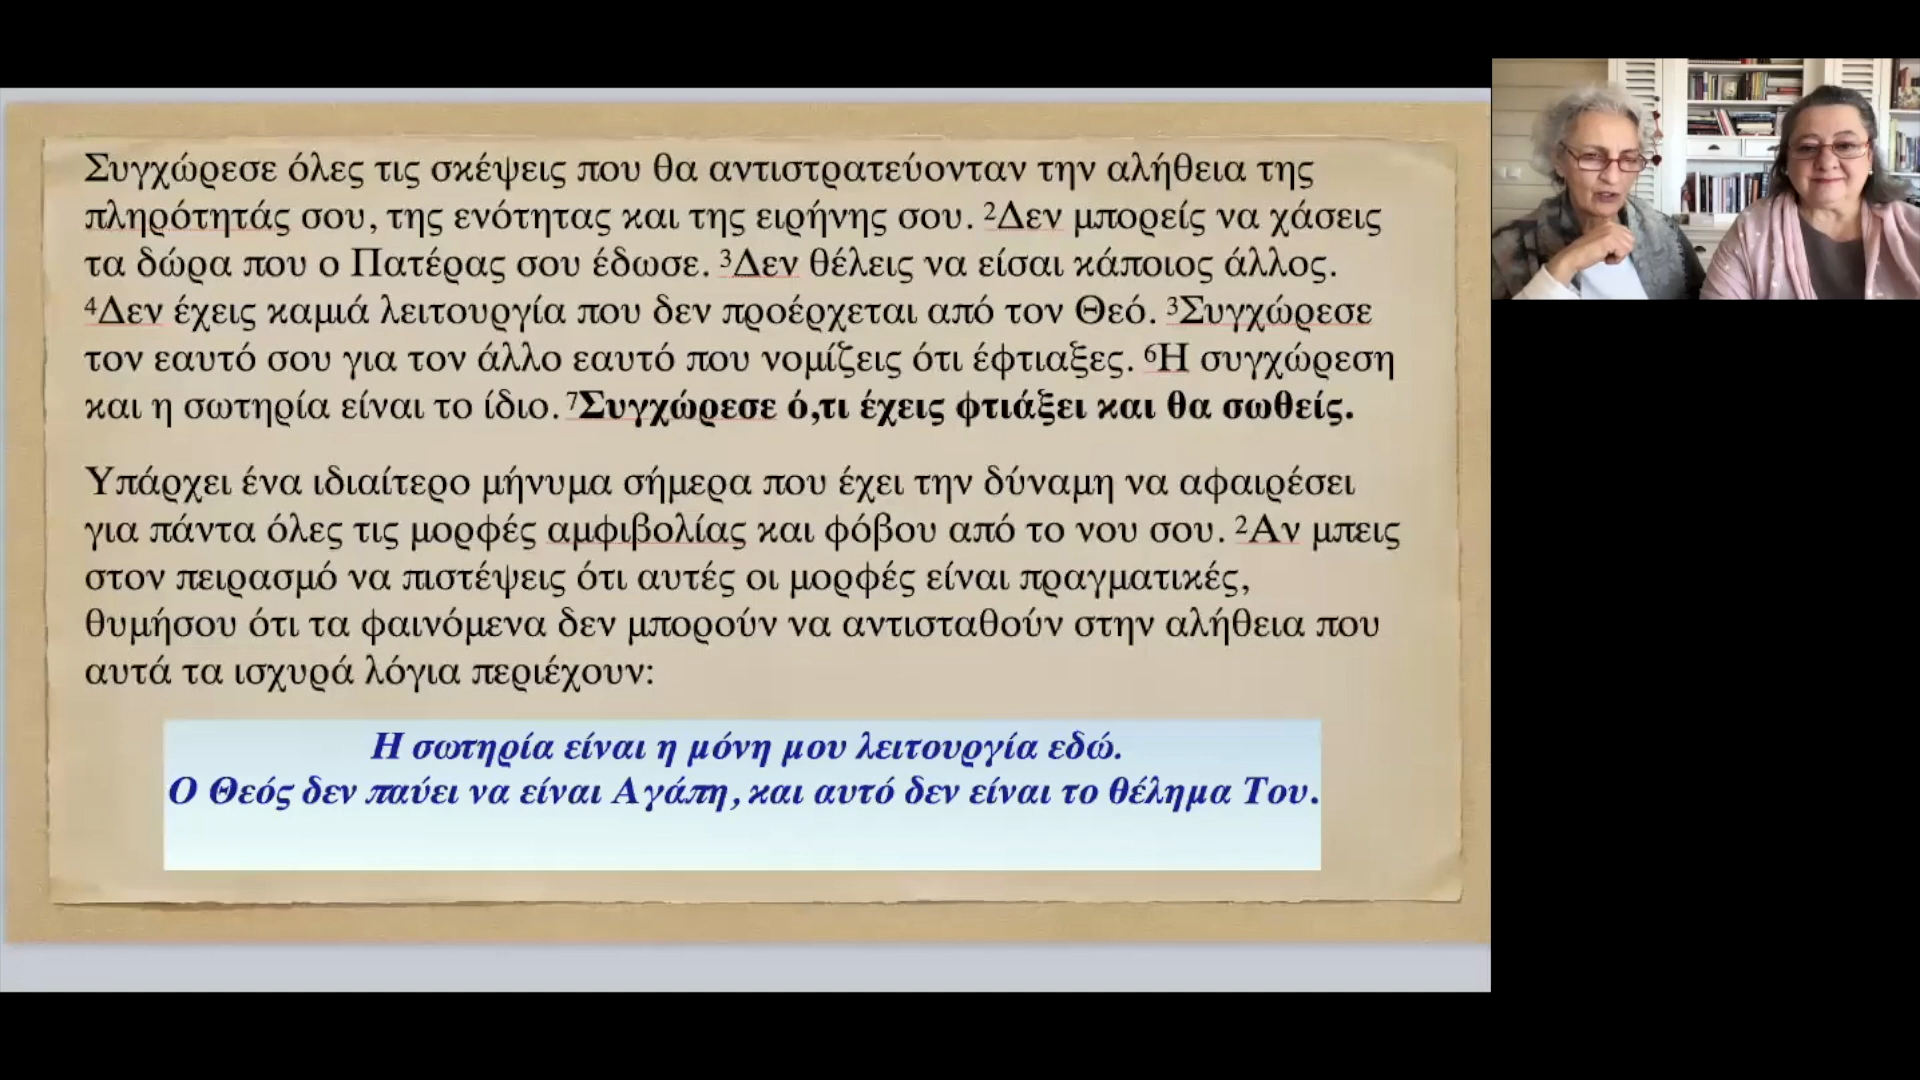 Συγχώρεσε όλες τις σκέψεις που θα αντιστρατεύονταν την αλήθεια της
πληρότητάς σου, της ενότητας και της ειρήνης σου. ²Δεν μπορείς να χάσεις
τα δώρα που ο Πατέρας σου έδωσε. ³Δεν θέλεις να είσαι κάποιος άλλος.
⁴Δεν έχεις καμμιά λειτουργία που δεν προέρχεται από τον Θεό. ³Συγχώρεσε
τον εαυτό σου για τον άλλο εαυτό που νομίζεις ότι έφτιαξες. ⁶Η συγχώρεση
και η σωτηρία είναι το ίδιο. ⁷Συγχώρεσε ό,τι έχεις φτιάξει και θα σωθείς.
Υπάρχει ένα ιδιαίτερο μήνυμα σήμερα που έχει την δύναμη να αφαιρέσει
για πάντα όλες τις μορφές αμφιβολίας και φόβου από το νου σου. ²Αν μπεις
στον πειρασμό να πιστέψεις ότι αυτές οι μορφές είναι πραγματικές,
θυμήσου ότι τα φαινόμενα δεν μπορούν να αντισταθούν στην αλήθεια που
αυτά τα ισχυρά λόγια περιέχουν:
Η σωτηρία είναι η μόνη μου λειτουργία εδώ.
Ο Θεός δεν παύει να είναι Αγάπη, και αυτό δεν είναι το θέλημα Του.